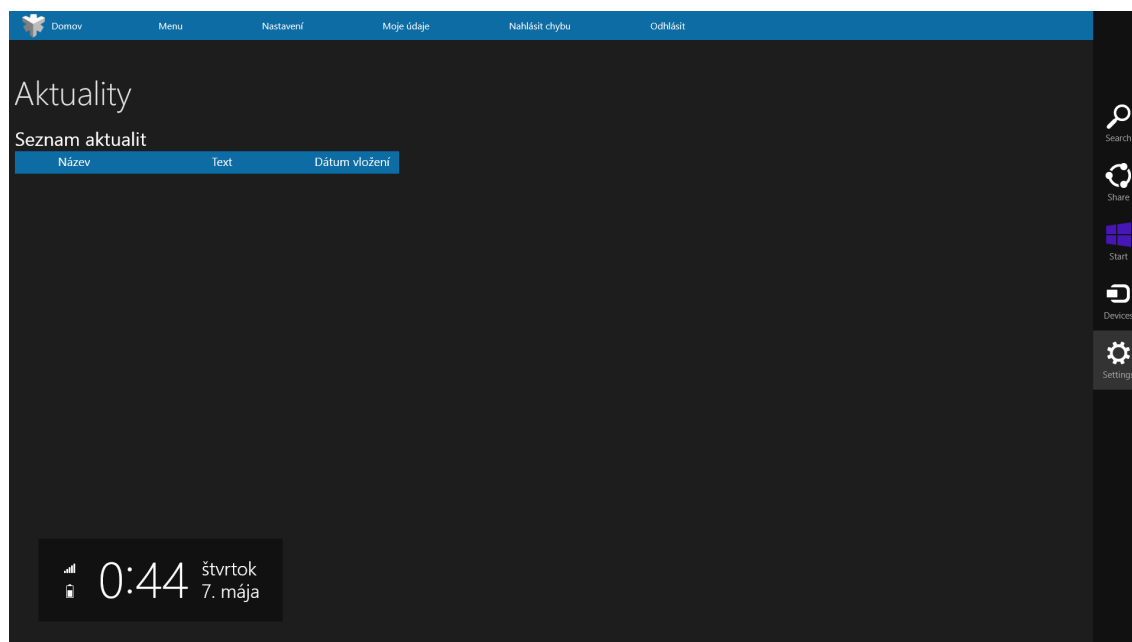 Domov Menu Nastavení Moje údaje Nahlásit chybu Odhlásit
Aktuality
Seznam aktualit
Název Text Dátum vložení
Search
Share
Start
Devices
Settings
0:44 štvrtok
7. mája